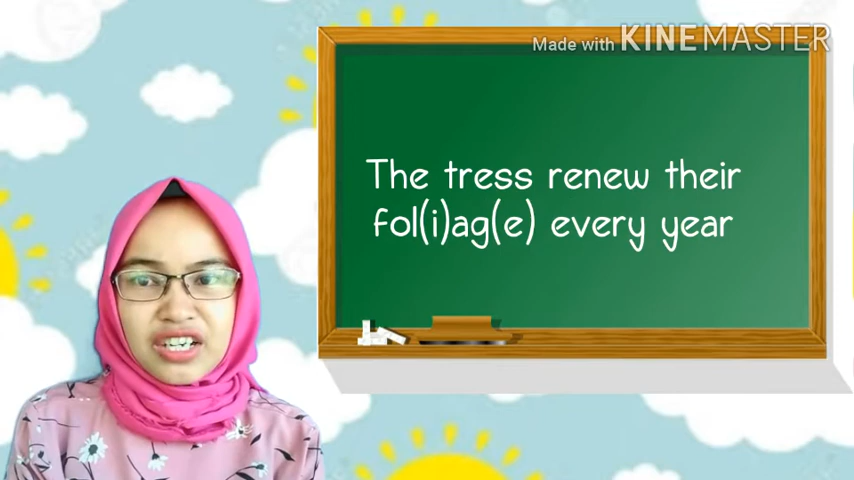 Made with KINEMASTER
The tress renew their
fol(i)ag(e) every year